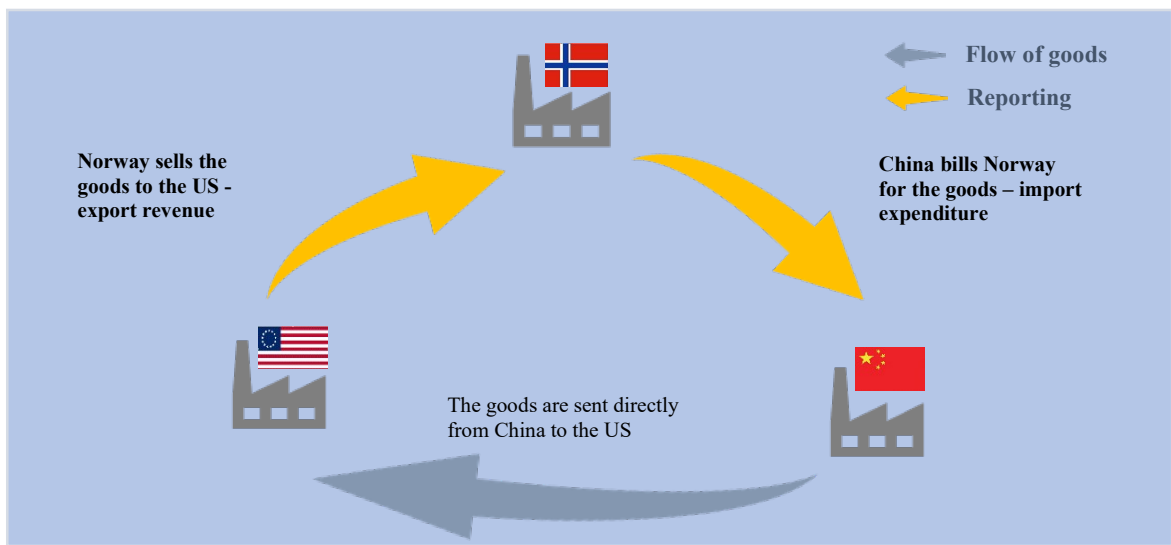 Flow of goods
Reporting
Norway sells the
goods to the US -
export revenue
China bills Norway
for the goods – import
expenditure
The goods are sent directly
from China to the US